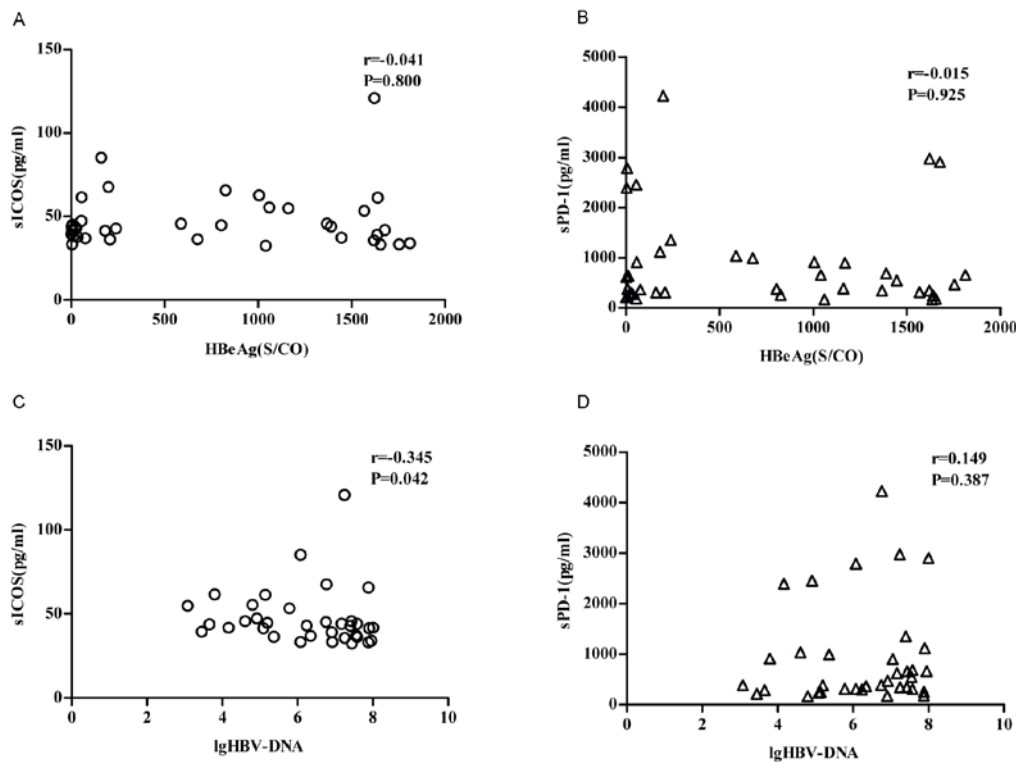 A
r=-0.041
P=0.800
sICOS(pg/ml)
150
100
50
0
0 500 1000 1500 2000
HBeAg(S/CO)
B
r=-0.015
P=0.925
sPD-1(pg/ml)
5000
4000
3000
2000
1000
0
0 500 1000 1500 2000
HBeAg(S/CO)
C
r=-0.345
P=0.042
sICOS(pg/ml)
150
100
50
0
0 2 4 6 8 10
lgHBV-DNA
D
r=0.149
P=0.387
sPD-1(pg/ml)
5000
4000
3000
2000
1000
0
0 2 4 6 8 10
lgHBV-DNA